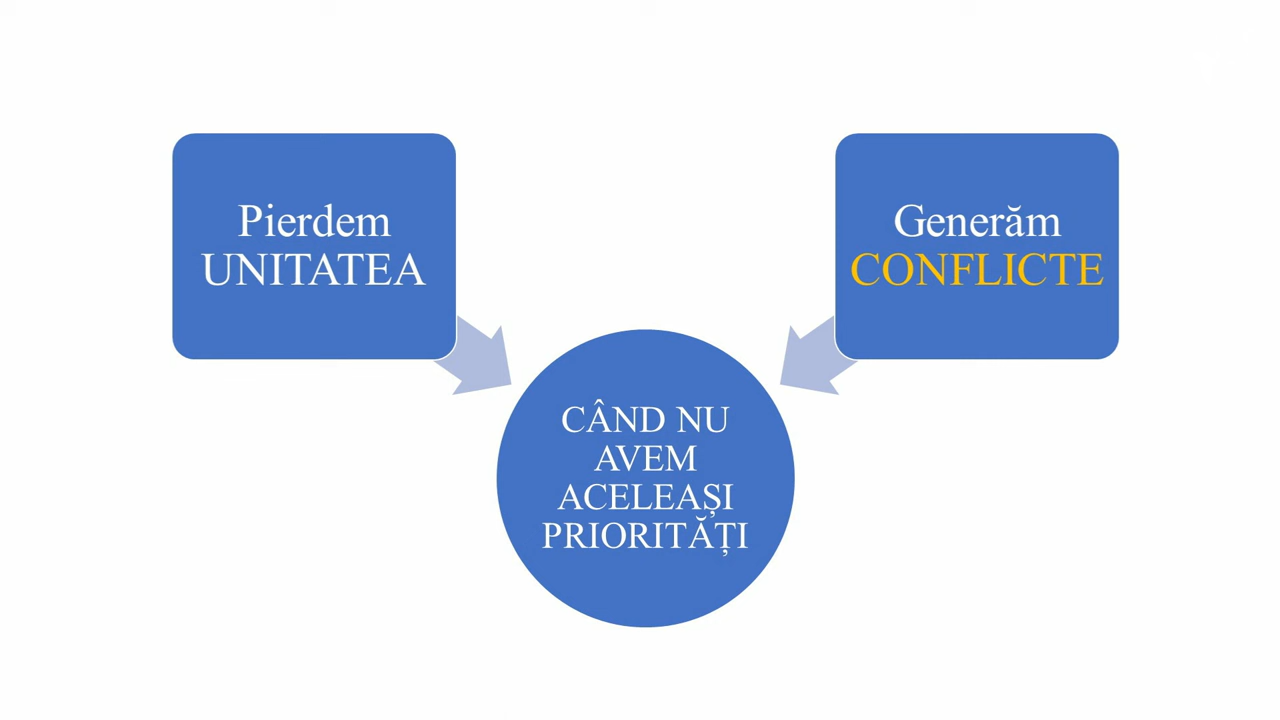 Pierdem
UNITATEA
Generăm
CONFLICTE
CÂND NU
AVEM
ACELEAȘI
PRIORITĂȚI